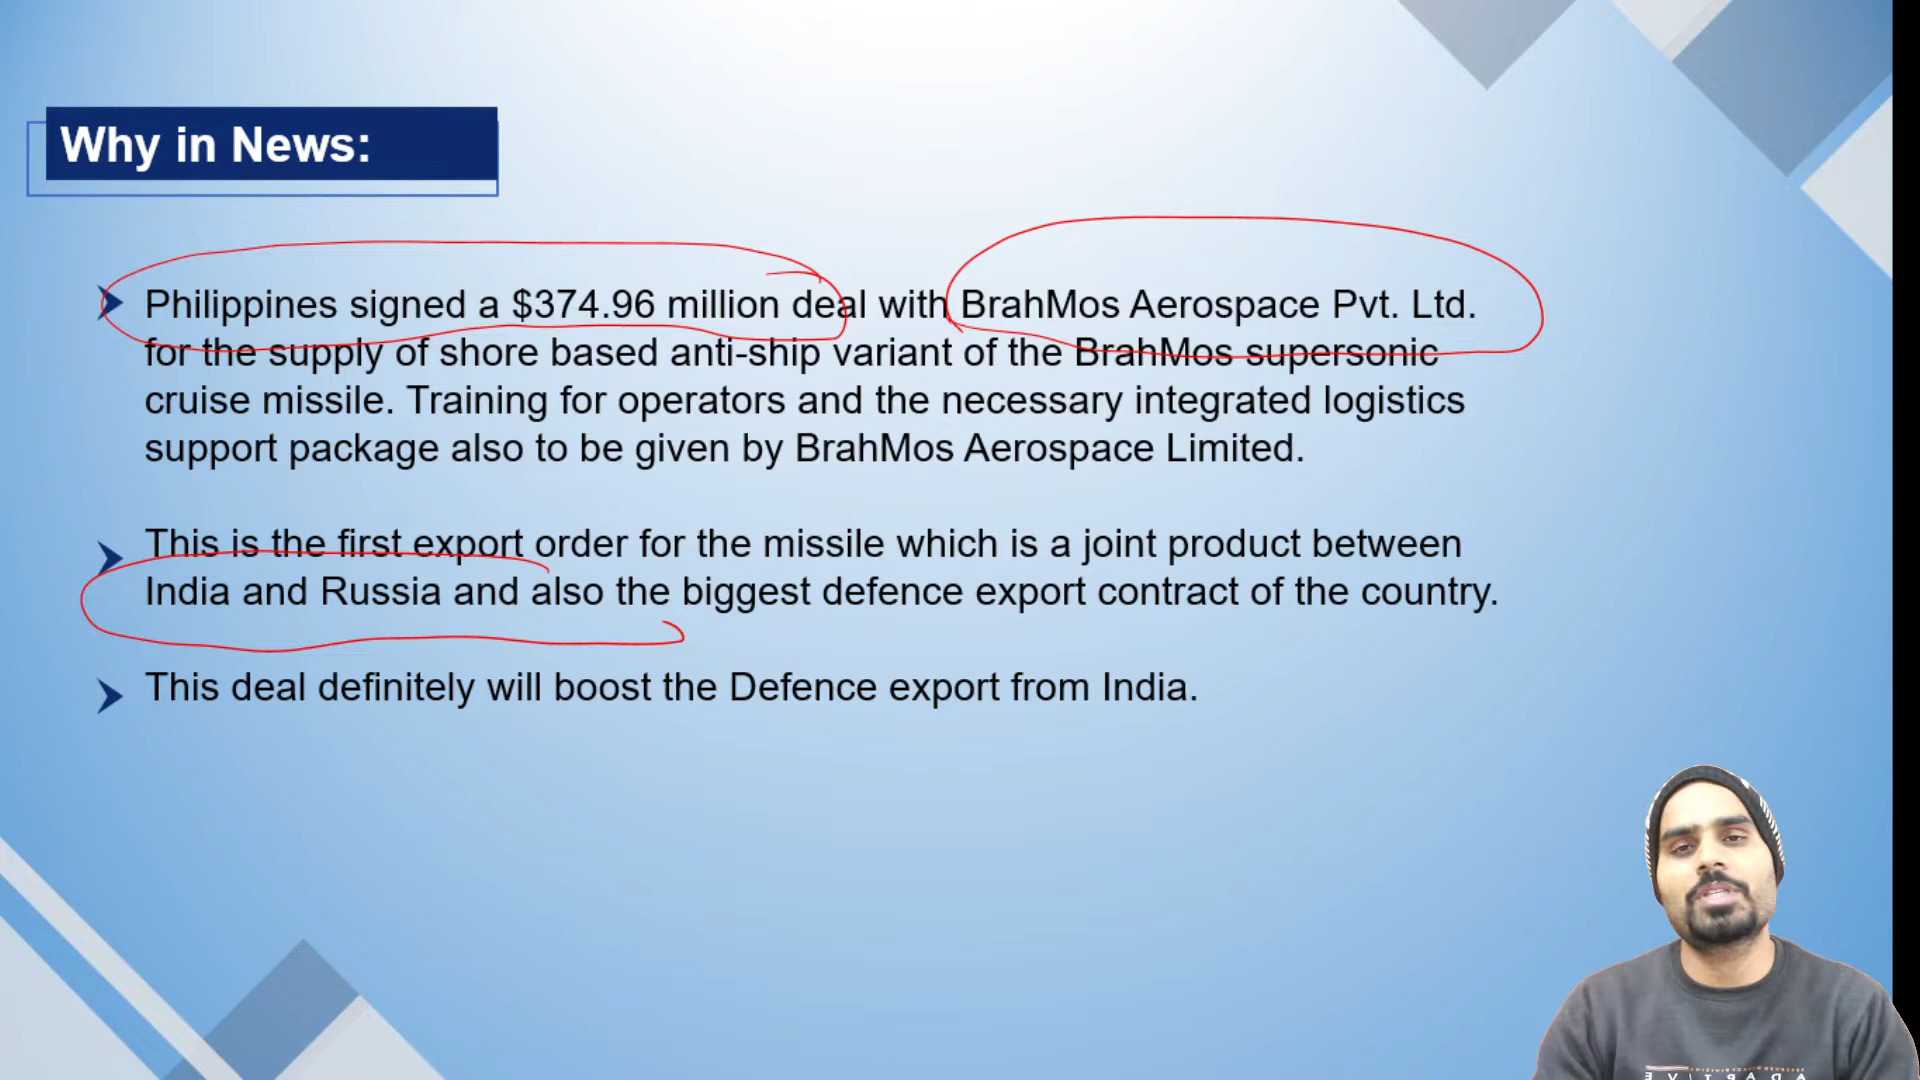 Why in News:
Philippines signed a $374.96 million deal with BrahMos Aerospace Pvt. Ltd.
for the supply of shore based anti-ship variant of the BrahMos supersonic
cruise missile. Training for operators and the necessary integrated logistics
support package also to be given by BrahMos Aerospace Limited.
This is the first export order for the missile which is a joint product between
India and Russia and also the biggest defence export contract of the country.
This deal definitely will boost the Defence export from India.